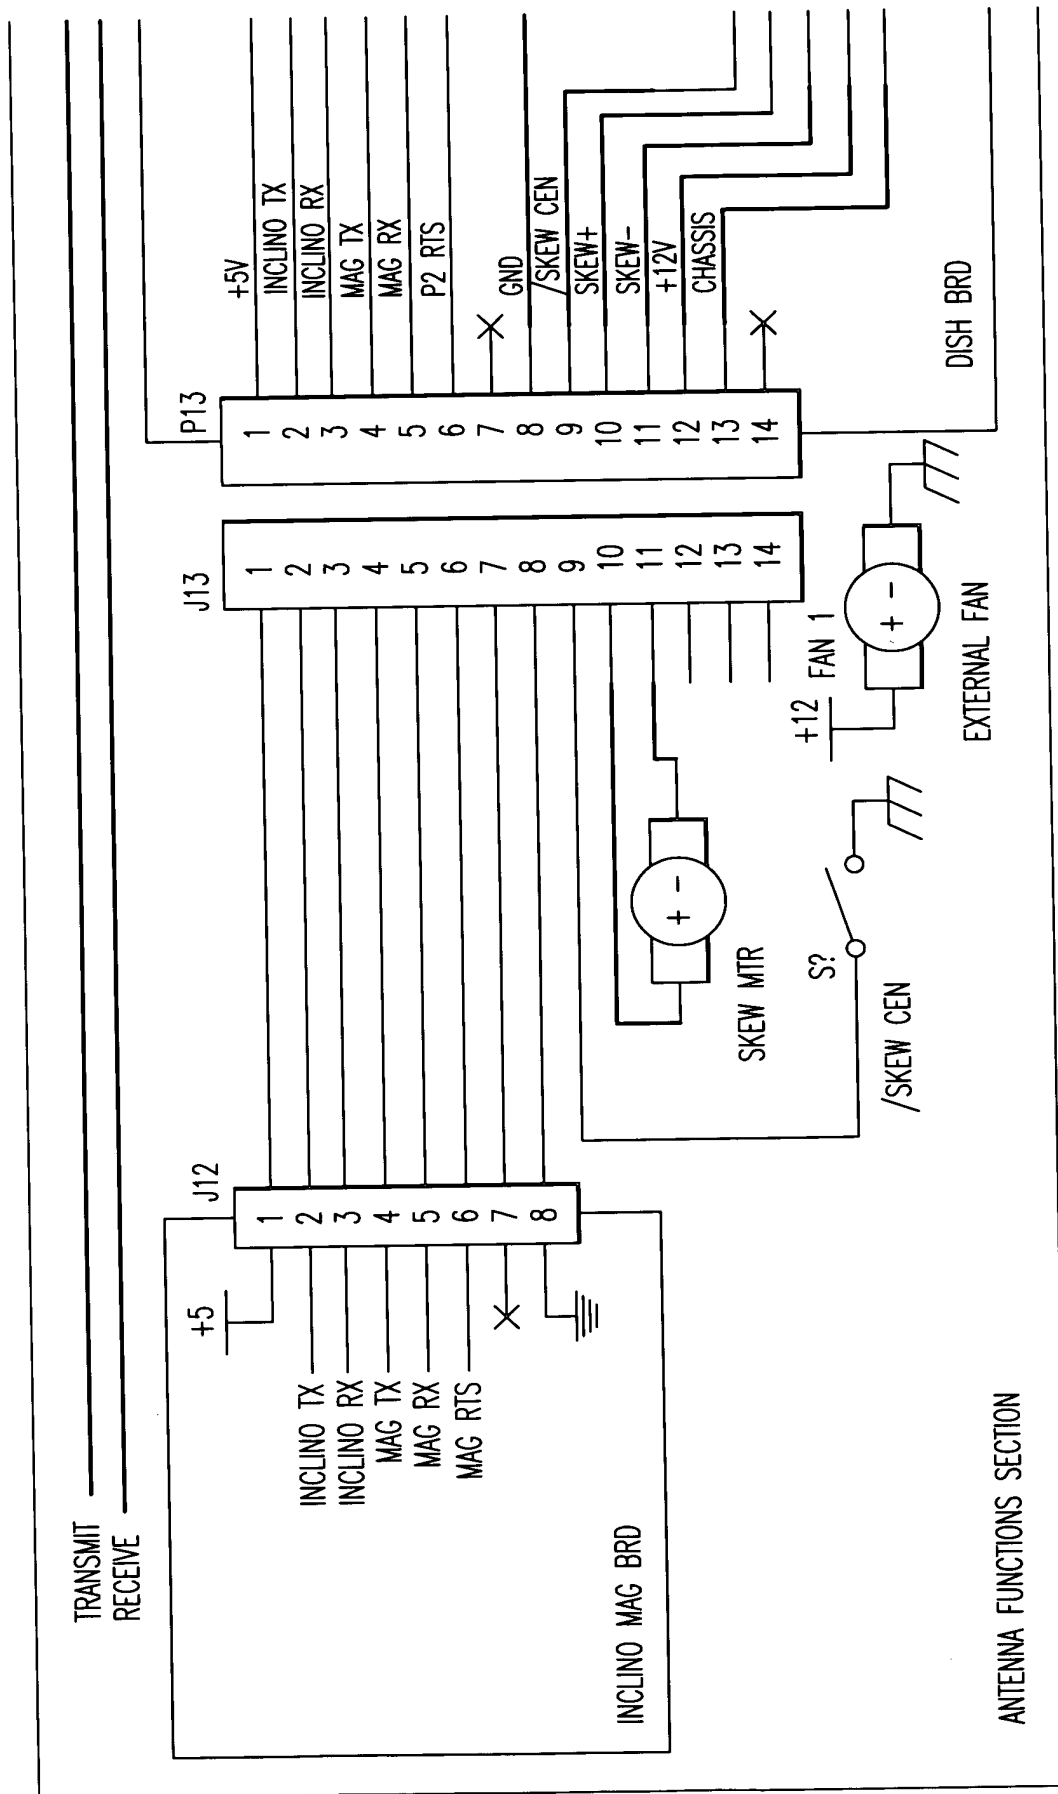 TRANSMIT
RECEIVE
+5
J12
1
2
3
4
5
6
7
8
INCLINO TX
INCLINO RX
MAG TX
MAG RX
MAG RTS
INCLINO MAG BRD
J13
1
2
3
4
5
6
7
8
9
10
11
12
13
14
P13
1
2
3
4
5
6
7
8
9
10
11
12
13
14
+5V
INCLINO TX
INCLINO RX
MAG TX
MAG RX
P2 RTS
GND
/SKEW CEN
SKEW+
SKEW-
+12V
CHASSIS
DISH BRD
+ -
SKEW MTR
S?
/SKEW CEN
+12
FAN 1
+ -
EXTERNAL FAN
ANTENNA FUNCTIONS SECTION